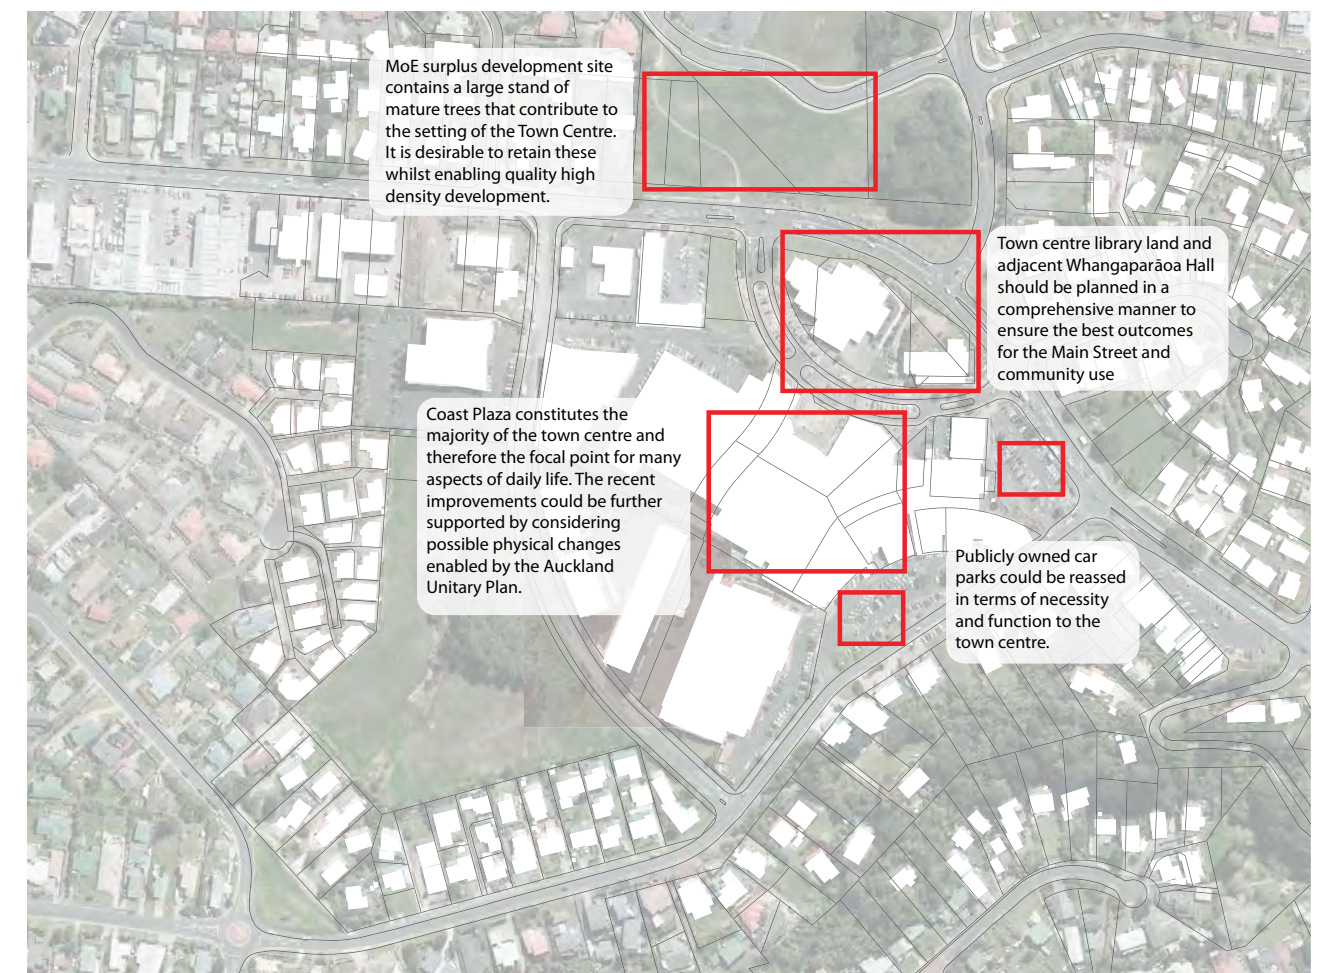 MoE surplus development site
contains a large stand of
mature trees that contribute to
the setting of the Town Centre.
It is desirable to retain these
whilst enabling quality high
density development.
Town centre library land and
adjacent Whangaparāoa Hall
should be planned in a
comprehensive manner to
ensure the best outcomes
for the Main Street and
community use
Coast Plaza constitutes the
majority of the town centre and
therefore the focal point for many
aspects of daily life. The recent
improvements could be further
supported by considering
possible physical changes
enabled by the Auckland
Unitary Plan.
Publicly owned car
parks could be reassed
in terms of necessity
and function to the
town centre.